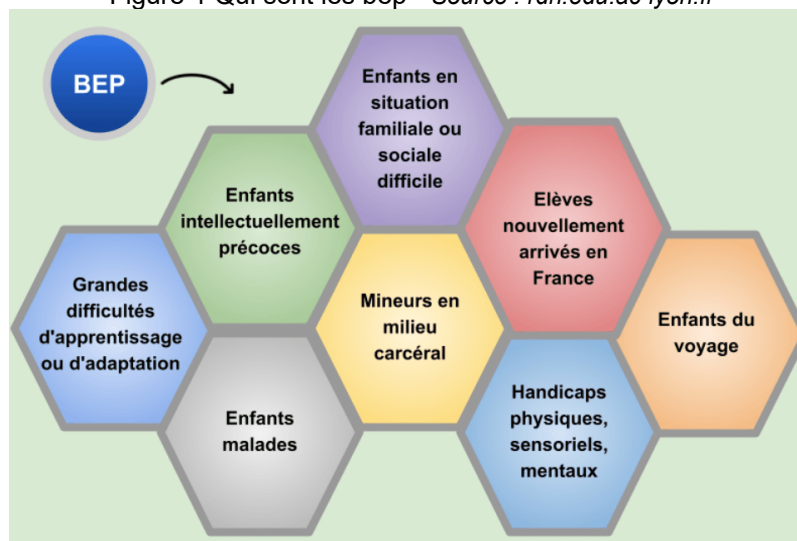 BEP
Enfants en
situation
familiale ou
sociale
difficile
Enfants
intellectuellement
précoces
Elèves
nouvellement
arrivés en
France
Grandes
difficultés
d'apprentissage
ou d'adaptation
Mineurs en
milieu
carcéral
Enfants du
voyage
Enfants
malades
Handicaps
physiques,
sensoriels,
mentaux